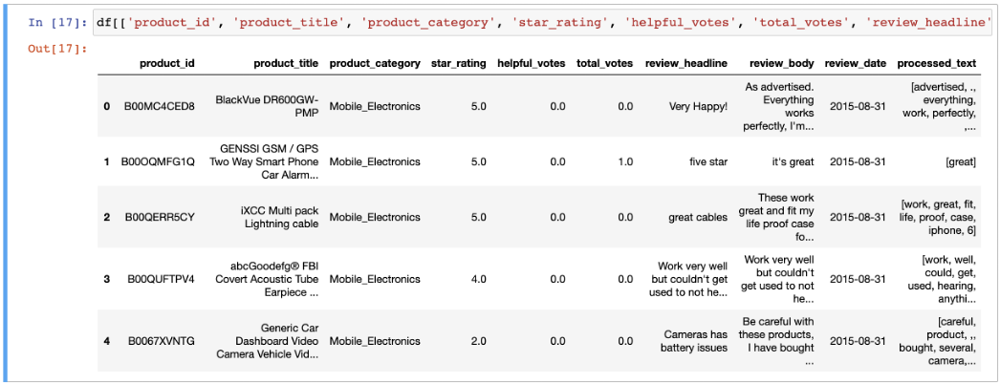 In [17]: df[['product_id', 'product_title', 'product_category', 'star_rating', 'helpful_votes', 'total_votes', 'review_headline'
Out[17]:
product_id product_title product_category star_rating helpful_votes total_votes review_headline review_body review_date processed_text
0 B00MC4CED8 BlackVue DR600GW-PMP Mobile_Electronics 5.0 0.0 0.0 Very Happy! As advertised. Everything works perfectly, I'm... 2015-08-31 [advertised, ., everything, work, perfectly, ,...
1 B00OQMFG1Q GENSSI GSM / GPS Two Way Smart Phone Car Alarm... Mobile_Electronics 5.0 0.0 1.0 five star it's great 2015-08-31 [great]
2 B00QERR5CY iXCC Multi pack Lightning cable Mobile_Electronics 5.0 0.0 0.0 great cables These work great and fit my life proof case fo... 2015-08-31 [work, great, fit, life, proof, case, iphone, 6]
3 B00QUFTPV4 abcGoodefg® FBI Covert Acoustic Tube Earpiece ... Mobile_Electronics 4.0 0.0 0.0 Work very well but couldn't get used to not he... Work very well but couldn't get used to not he... 2015-08-31 [work, well, could, get, used, hearing, anythi...
4 B0067XVNTG Generic Car Dashboard Video Camera Vehicle Vid... Mobile_Electronics 2.0 0.0 0.0 Cameras has battery issues Be careful with these products, I have bought ... 2015-08-31 [careful, product, ,, bought, several, camera,...